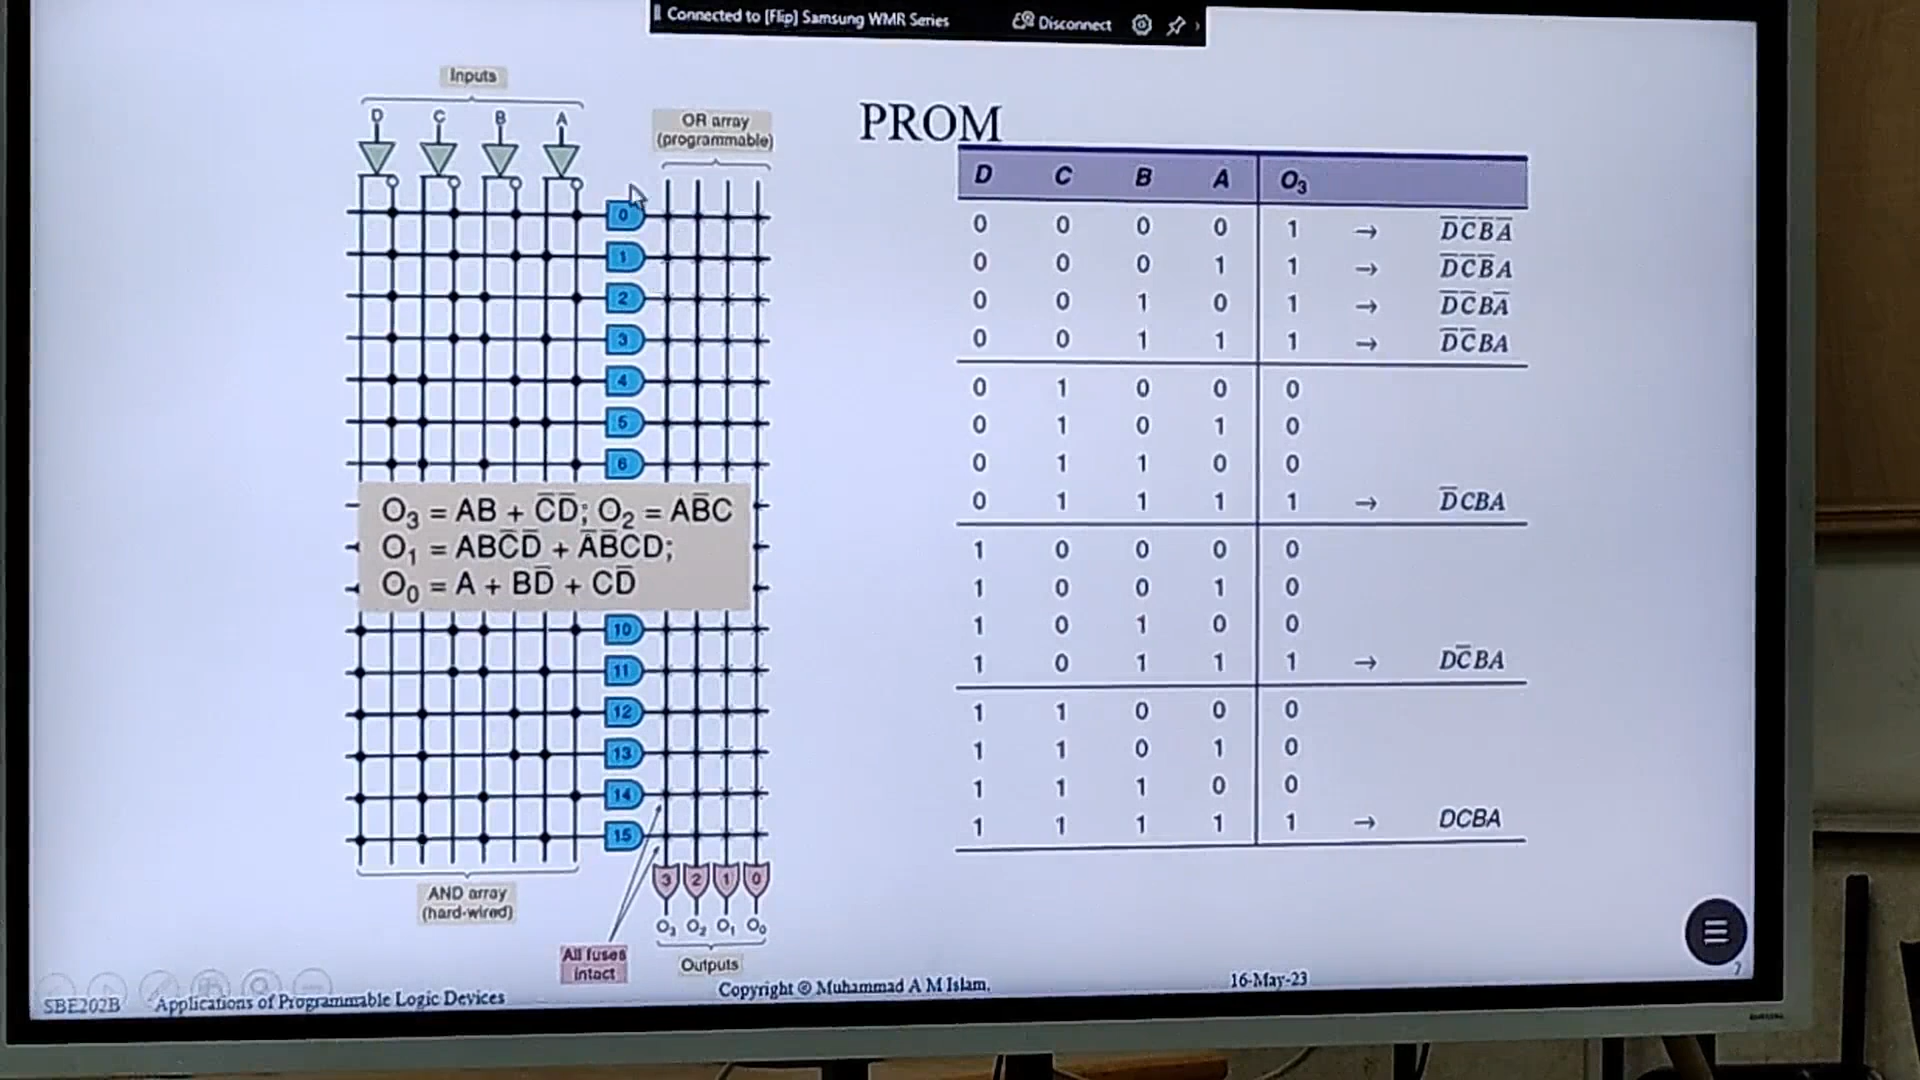 Connected to [Flip] Samsung WMR Series Disconnect
Inputs
D C B A
OR array
(programmable)
0
1
2
3
4
5
6
O₃ = AB + C̅D̅; O₂ = AB̅C
O₁ = ABC̅D̅ + A̅B̅CD;
O₀ = A + BD̅ + CD̅
10
11
12
13
14
15
3 2 1 0
O₃ O₂ O₁ O₀
AND array
(hard-wired)
All fuses
intact
Outputs
PROM
D C B A O₃
0 0 0 0 1 → D̅C̅B̅A̅
0 0 0 1 1 → D̅C̅B̅A
0 0 1 0 1 → D̅C̅BA̅
0 0 1 1 1 → D̅C̅BA
0 1 0 0 0
0 1 0 1 0
0 1 1 0 0
0 1 1 1 1 → D̅CBA
1 0 0 0 0
1 0 0 1 0
1 0 1 0 0
1 0 1 1 1 → DC̅BA
1 1 0 0 0
1 1 0 1 0
1 1 1 0 0
1 1 1 1 1 → DCBA
7
SBE202B Applications of Programmable Logic Devices
Copyright © Muhammad A M Islam.
16-May-23
SAMSUNG